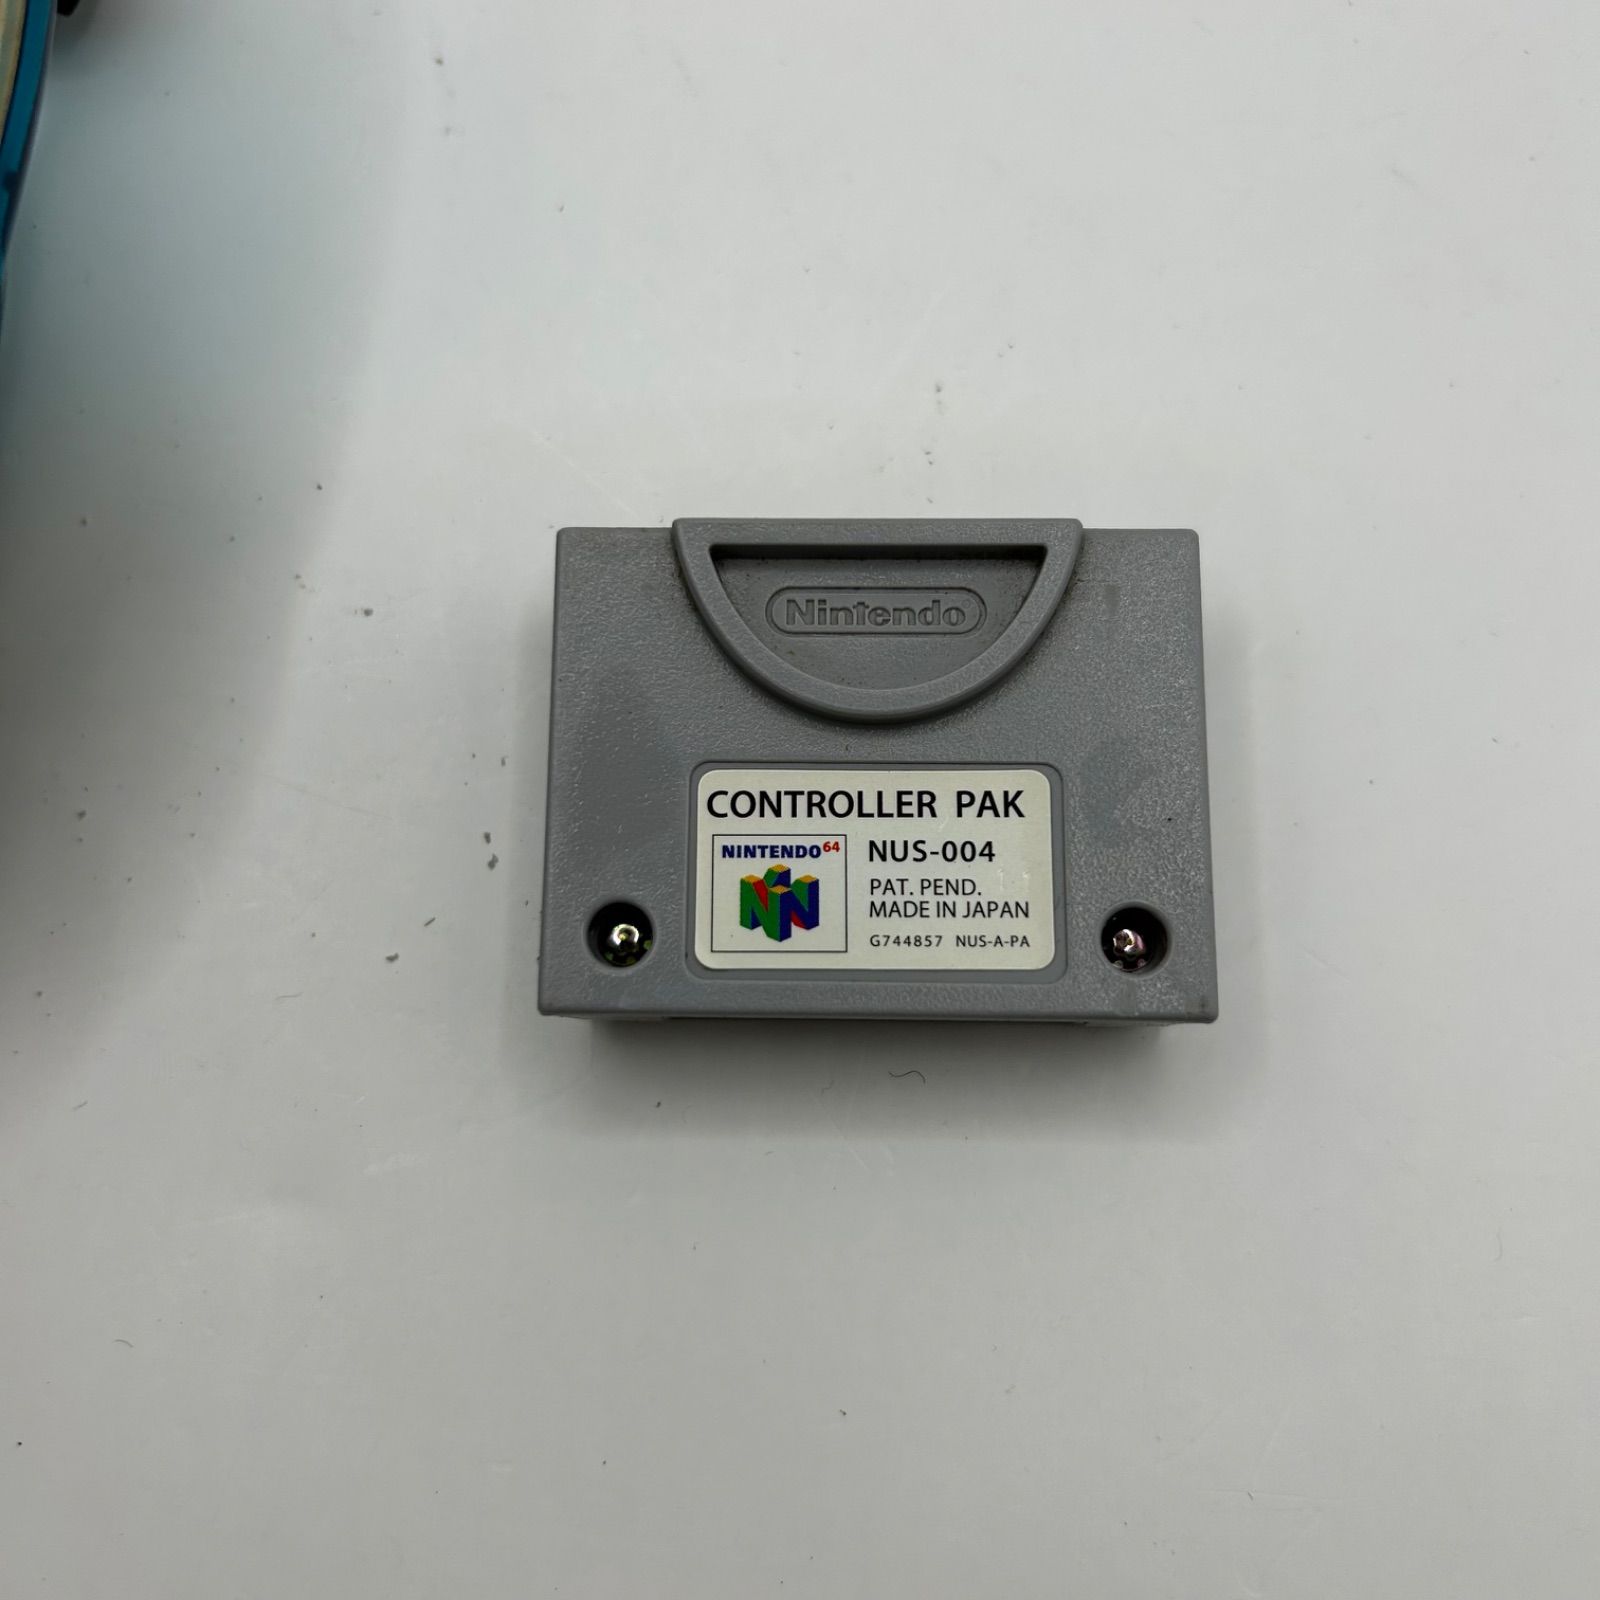 Nintendo®
CONTROLLER PAK
NINTENDO64
NUS-004
PAT. PEND.
MADE IN JAPAN
G744857 NUS-A-PA